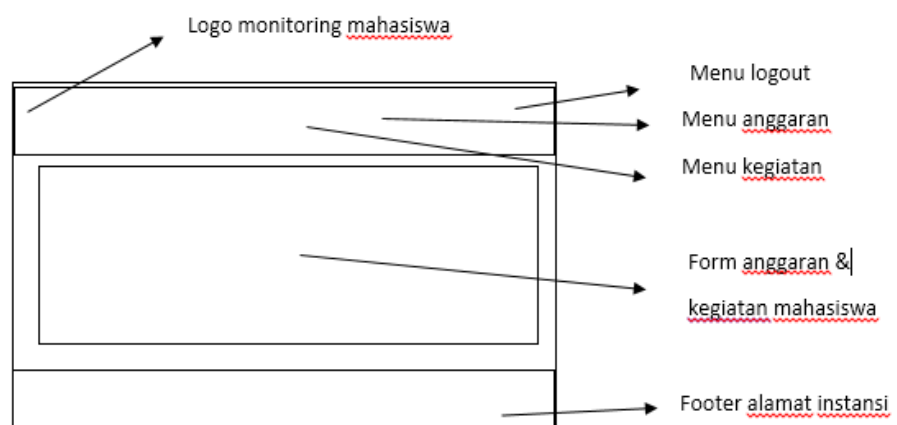 Logo monitoring mahasiswa
Menu logout
Menu anggaran
Menu kegiatan
Form anggaran &
kegiatan mahasiswa
Footer alamat instansi